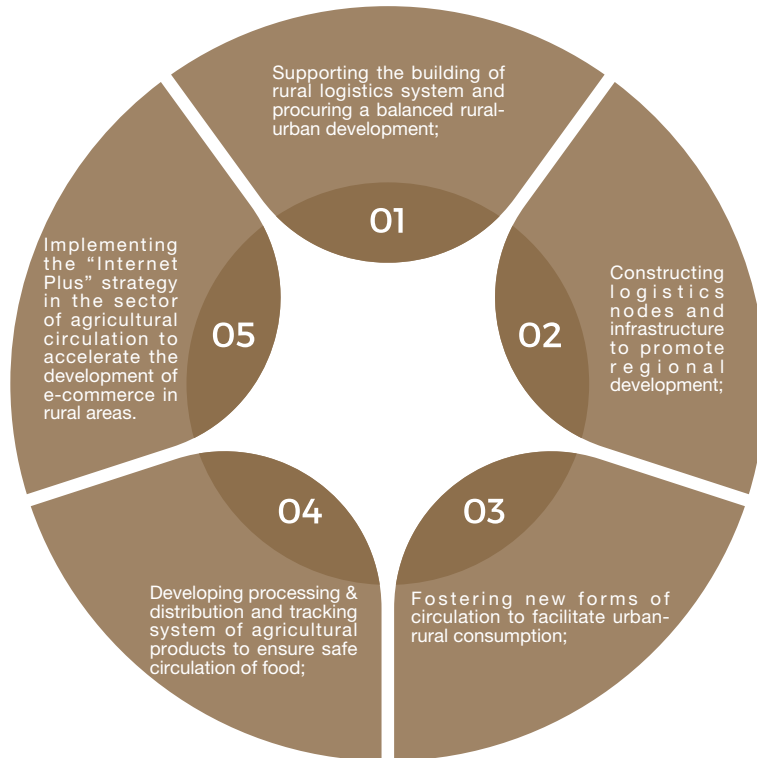 Supporting the building of
rural logistics system and
procuring a balanced rural-
urban development;
01
Constructing
logistics
nodes and
infrastructure
to promote
regional
development;
02
03
Fostering new forms of
circulation to facilitate urban-
rural consumption;
04
Developing processing &
distribution and tracking
system of agricultural
products to ensure safe
circulation of food;
Implementing
the “Internet
Plus” strategy
in the sector
of agricultural
circulation to
accelerate the
development of
e-commerce in
rural areas.
05